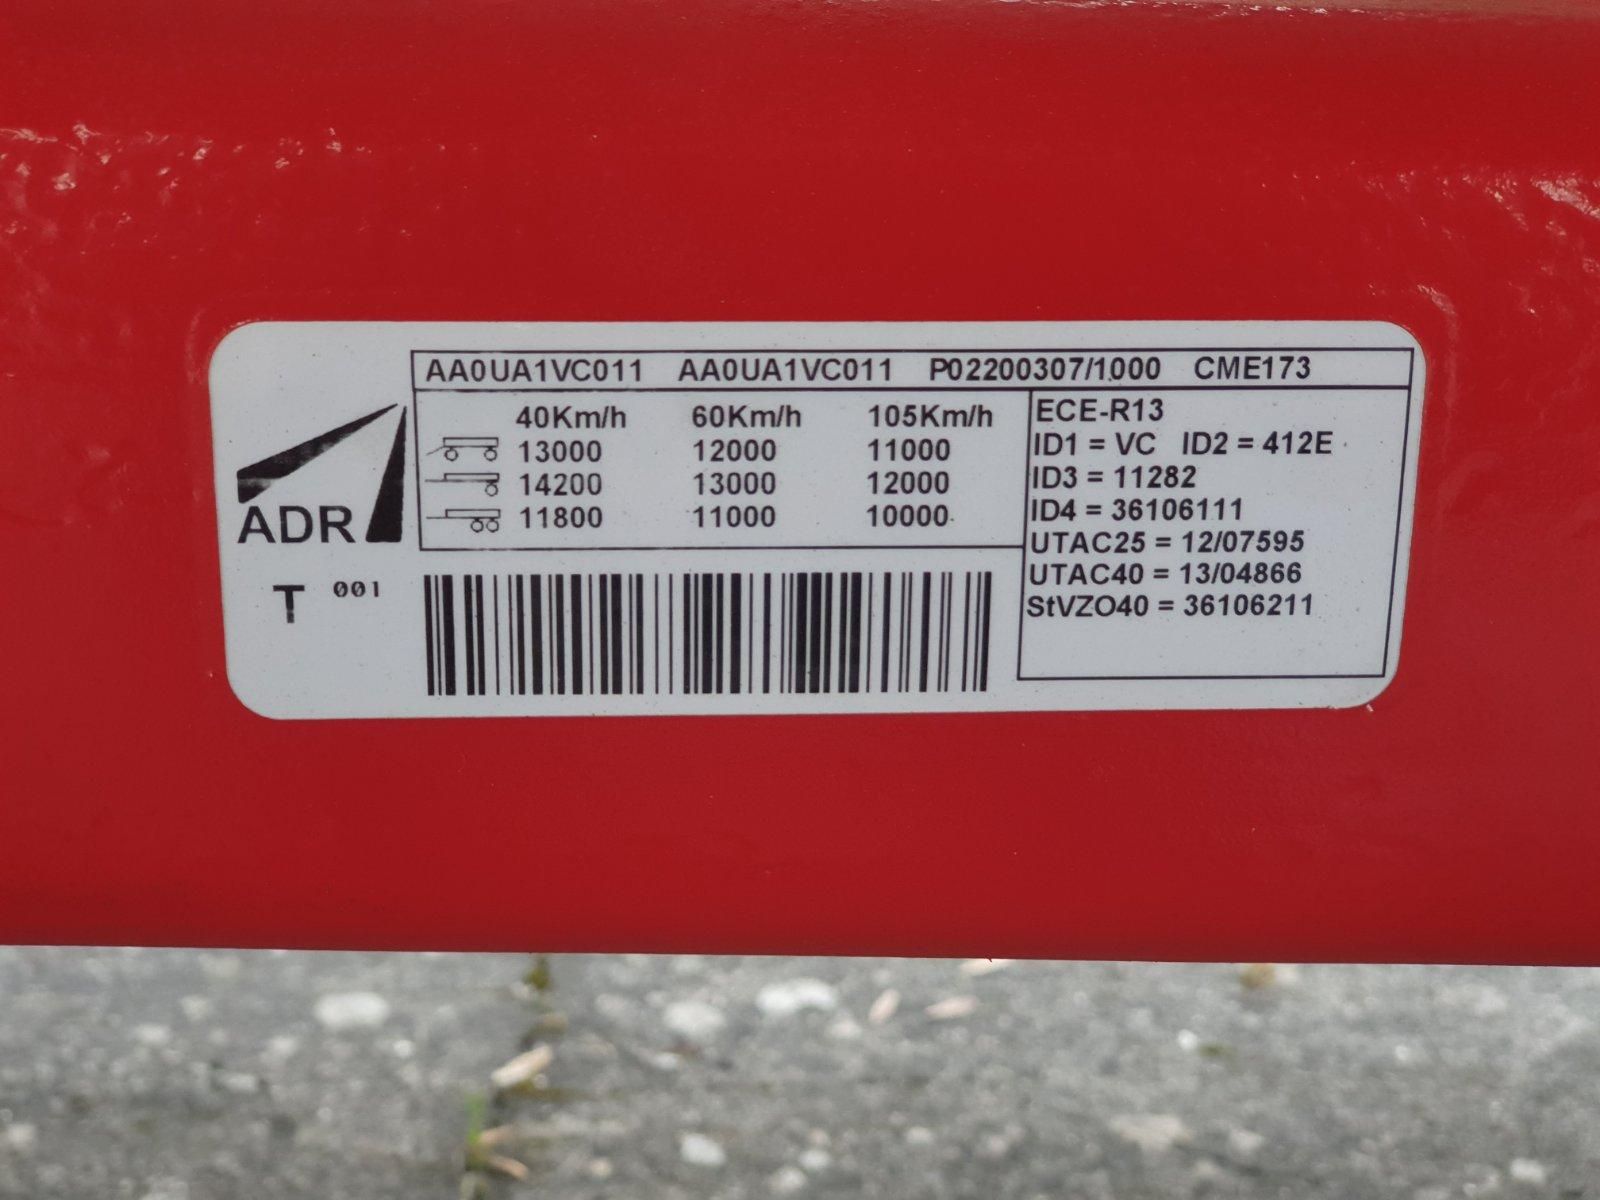 AA0UA1VC011 AA0UA1VC011 P02200307/1000 CME173
40Km/h 60Km/h 105Km/h
13000 12000 11000
14200 13000 12000
11800 11000 10000
ECE-R13
ID1 = VC ID2 = 412E
ID3 = 11282
ID4 = 36106111
UTAC25 = 12/07595
UTAC40 = 13/04866
StVZO40 = 36106211
ADR
T 001